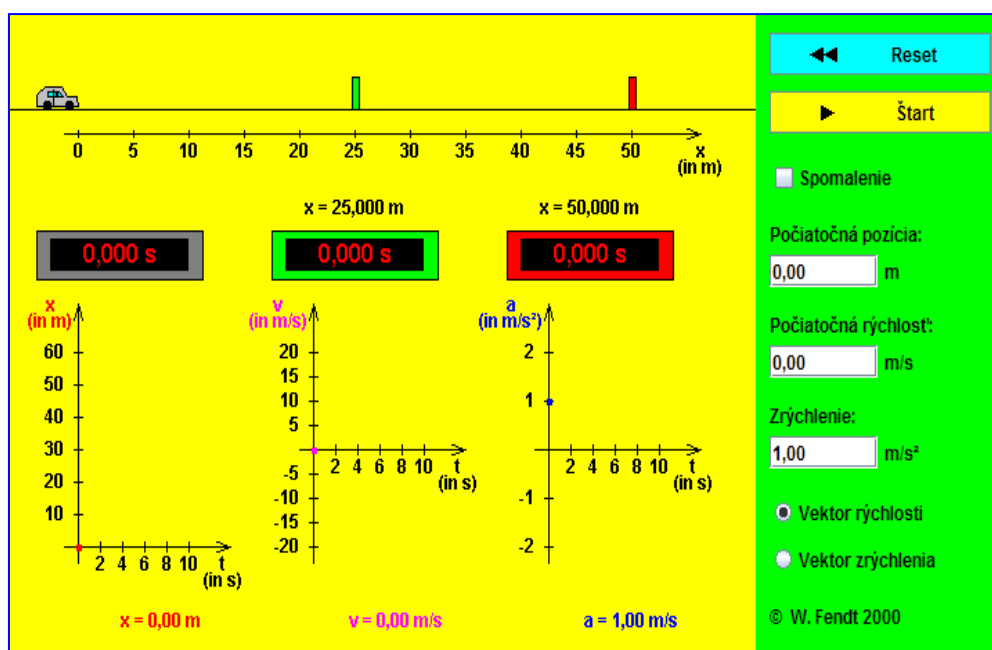 Reset
Štart
0 5 10 15 20 25 30 35 40 45 50 x
(in m)
Spomalenie
x = 25,000 m x = 50,000 m
Počiatočná pozícia:
0,00 m
0,000 s 0,000 s 0,000 s
x
(in m)
60
50
40
30
20
10
2 4 6 8 10 t
(in s)
v
(in m/s)
20
15
10
5
-5
-10
-15
-20
2 4 6 8 10 t
(in s)
a
(in m/s²)
2
1
-1
-2
2 4 6 8 10 t
(in s)
Počiatočná rýchlosť:
0,00 m/s
Zrýchlenie:
1,00 m/s²
Vektor rýchlosti
Vektor zrýchlenia
x = 0,00 m v = 0,00 m/s a = 1,00 m/s
© W. Fendt 2000